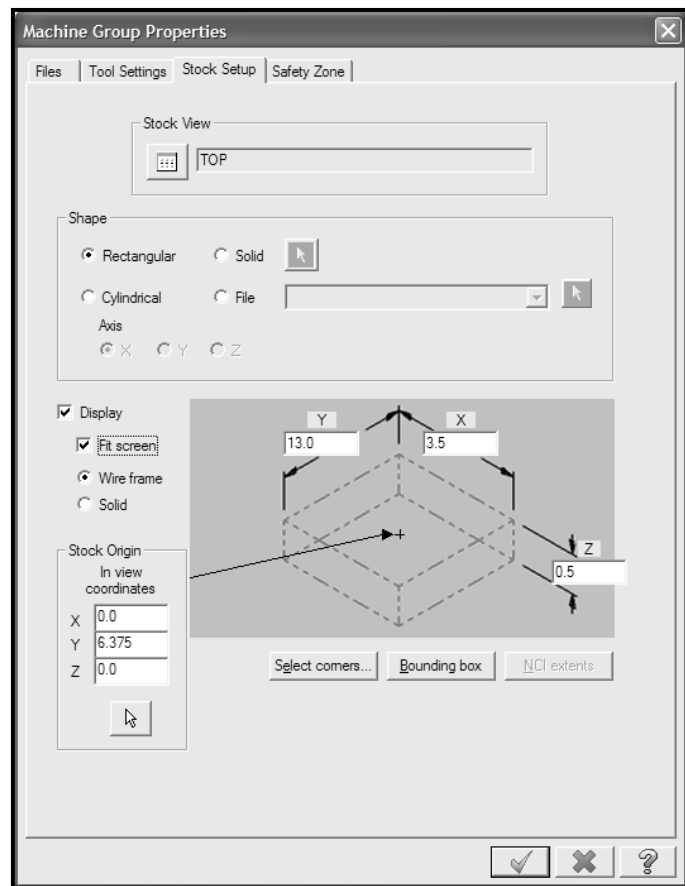 Machine Group Properties
Files Tool Settings Stock Setup Safety Zone
Stock View
TOP
Shape
Rectangular Solid
Cylindrical File
Axis
X Y Z
Display
Fit screen
Wire frame
Solid
Y X
13.0 3.5
Z
0.5
Stock Origin
In view
coordinates
X 0.0
Y 6.375
Z 0.0
Select corners... Bounding box NCI extents
?